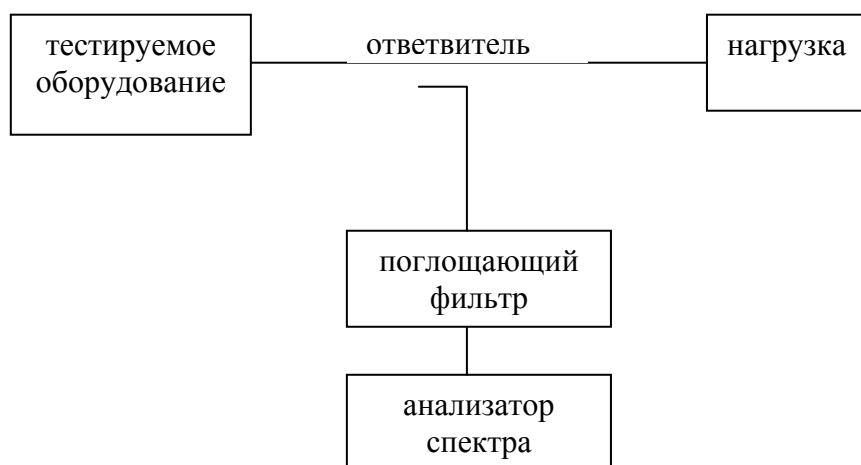 тестируемое
оборудование
ответвитель
нагрузка
поглощающий
фильтр
анализатор
спектра